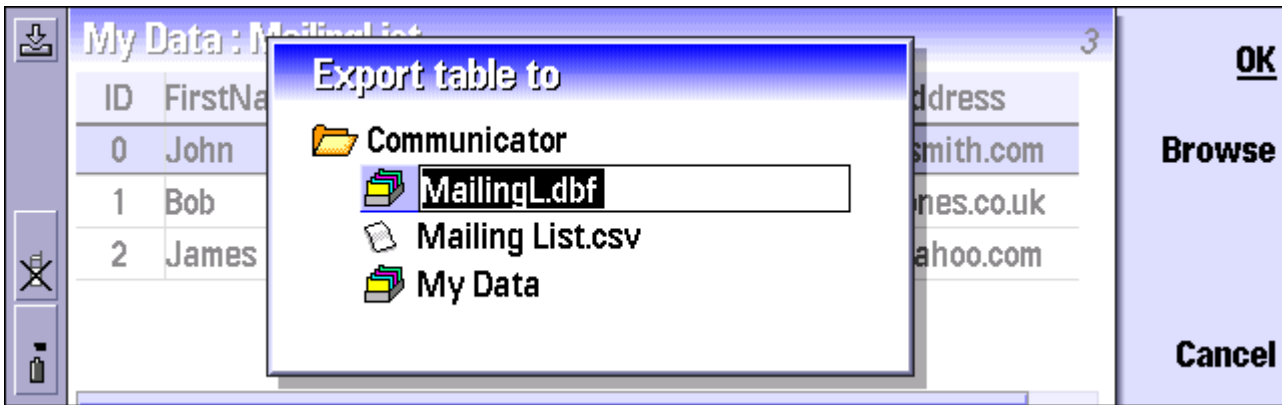 My Data : MailingList
3
Export table to
OK
ID FirstNa ddress
Communicator
0 John smith.com
Browse
MailingL.dbf
1 Bob nes.co.uk
Mailing List.csv
2 James ahoo.com
My Data
Cancel